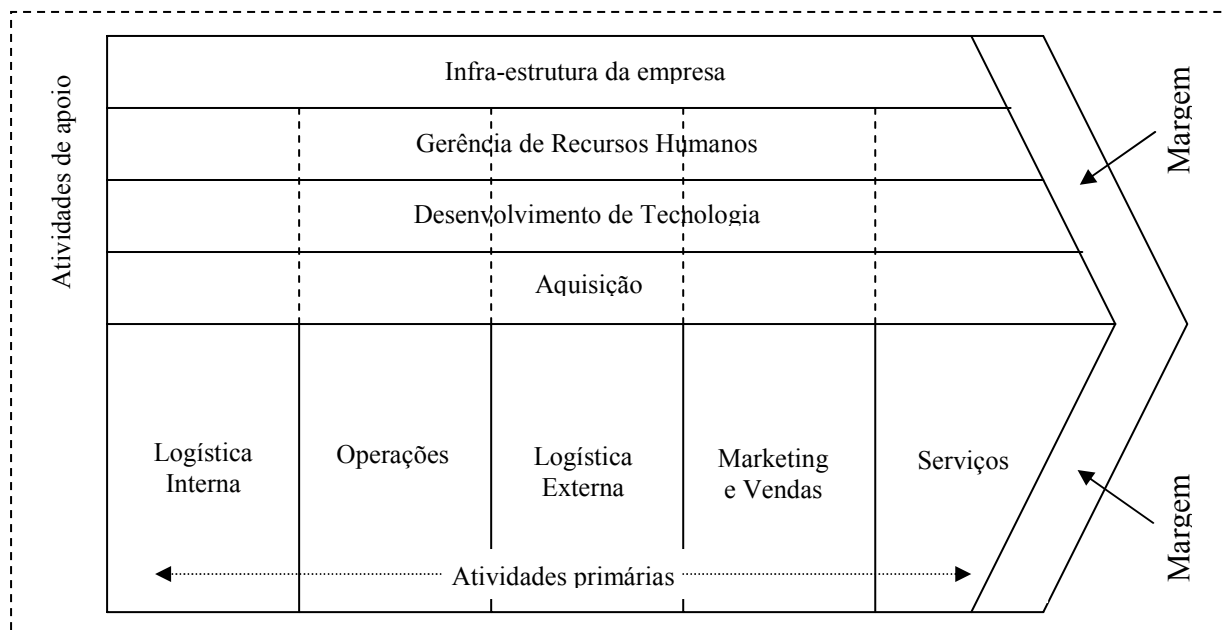 Atividades de apoio
Infra-estrutura da empresa
Gerência de Recursos Humanos
Desenvolvimento de Tecnologia
Aquisição
Margem
Logística
Interna
Operações
Logística
Externa
Marketing
e Vendas
Serviços
Margem
Atividades primárias